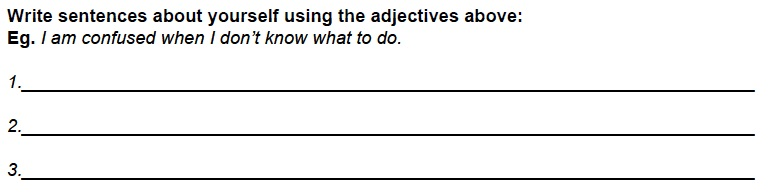 Write sentences about yourself using the adjectives above:
Eg. I am confused when I don't know what to do.
1.
2.
3.